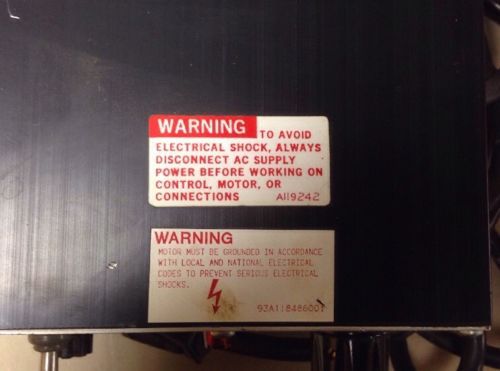 WARNING TO AVOID
ELECTRICAL SHOCK, ALWAYS
DISCONNECT AC SUPPLY
POWER BEFORE WORKING ON
CONTROL, MOTOR, OR
CONNECTIONS A119242
WARNING
MOTOR MUST BE GROUNDED IN ACCORDANCE
WITH LOCAL AND NATIONAL ELECTRICAL
CODES TO PREVENT SERIOUS ELECTRICAL
SHOCKS.
93A118486001